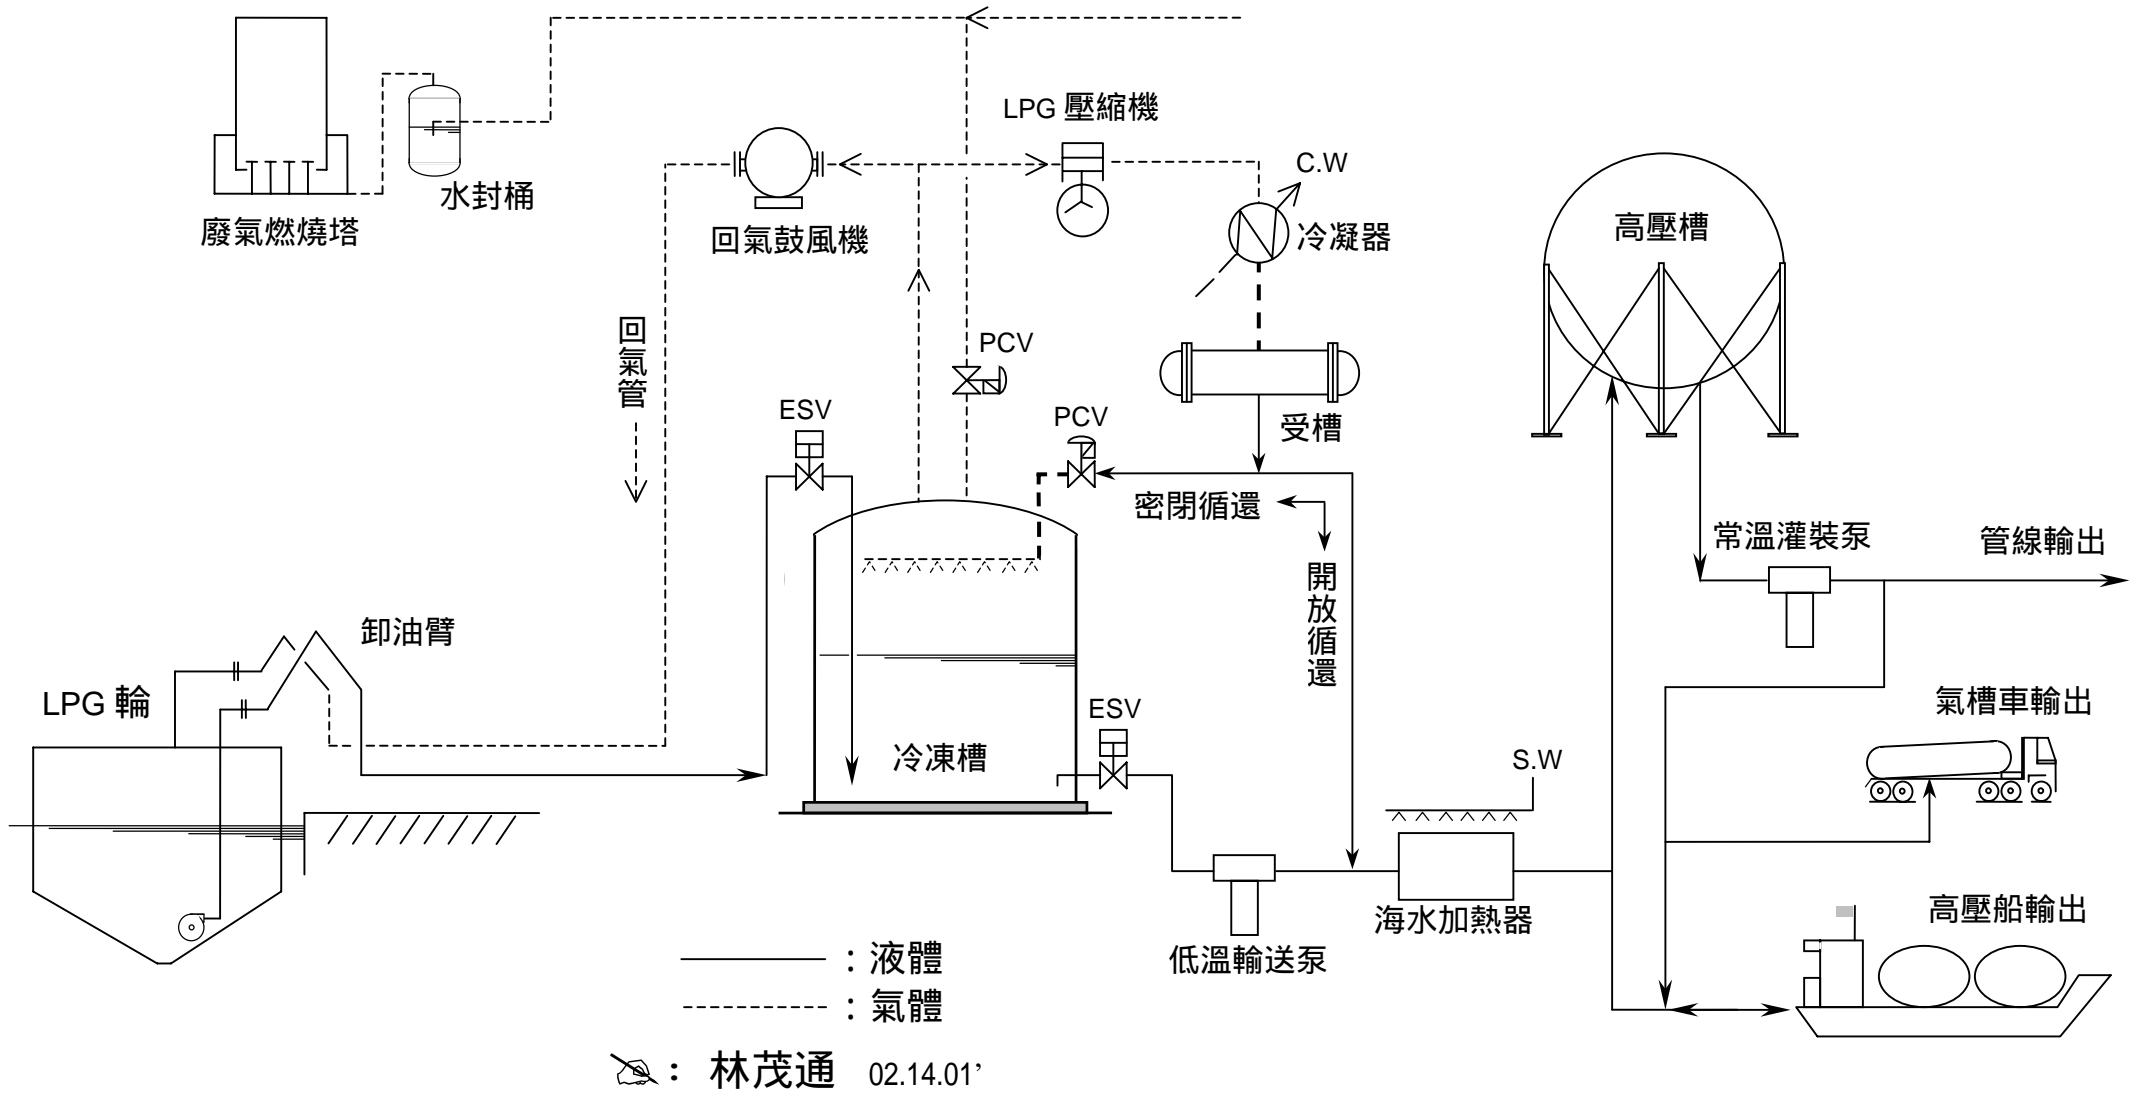 LPG 壓縮機
C.W
水封桶
廢氣燃燒塔
回氣鼓風機
冷凝器
高壓槽
回氣管
PCV
ESV
PCV
受槽
密閉循還
開放循還
常溫灌裝泵
管線輸出
卸油臂
LPG 輪
冷凍槽
ESV
S.W
氣槽車輸出
海水加熱器
低溫輸送泵
高壓船輸出
：液體
：氣體
： 林茂通 02.14.01’